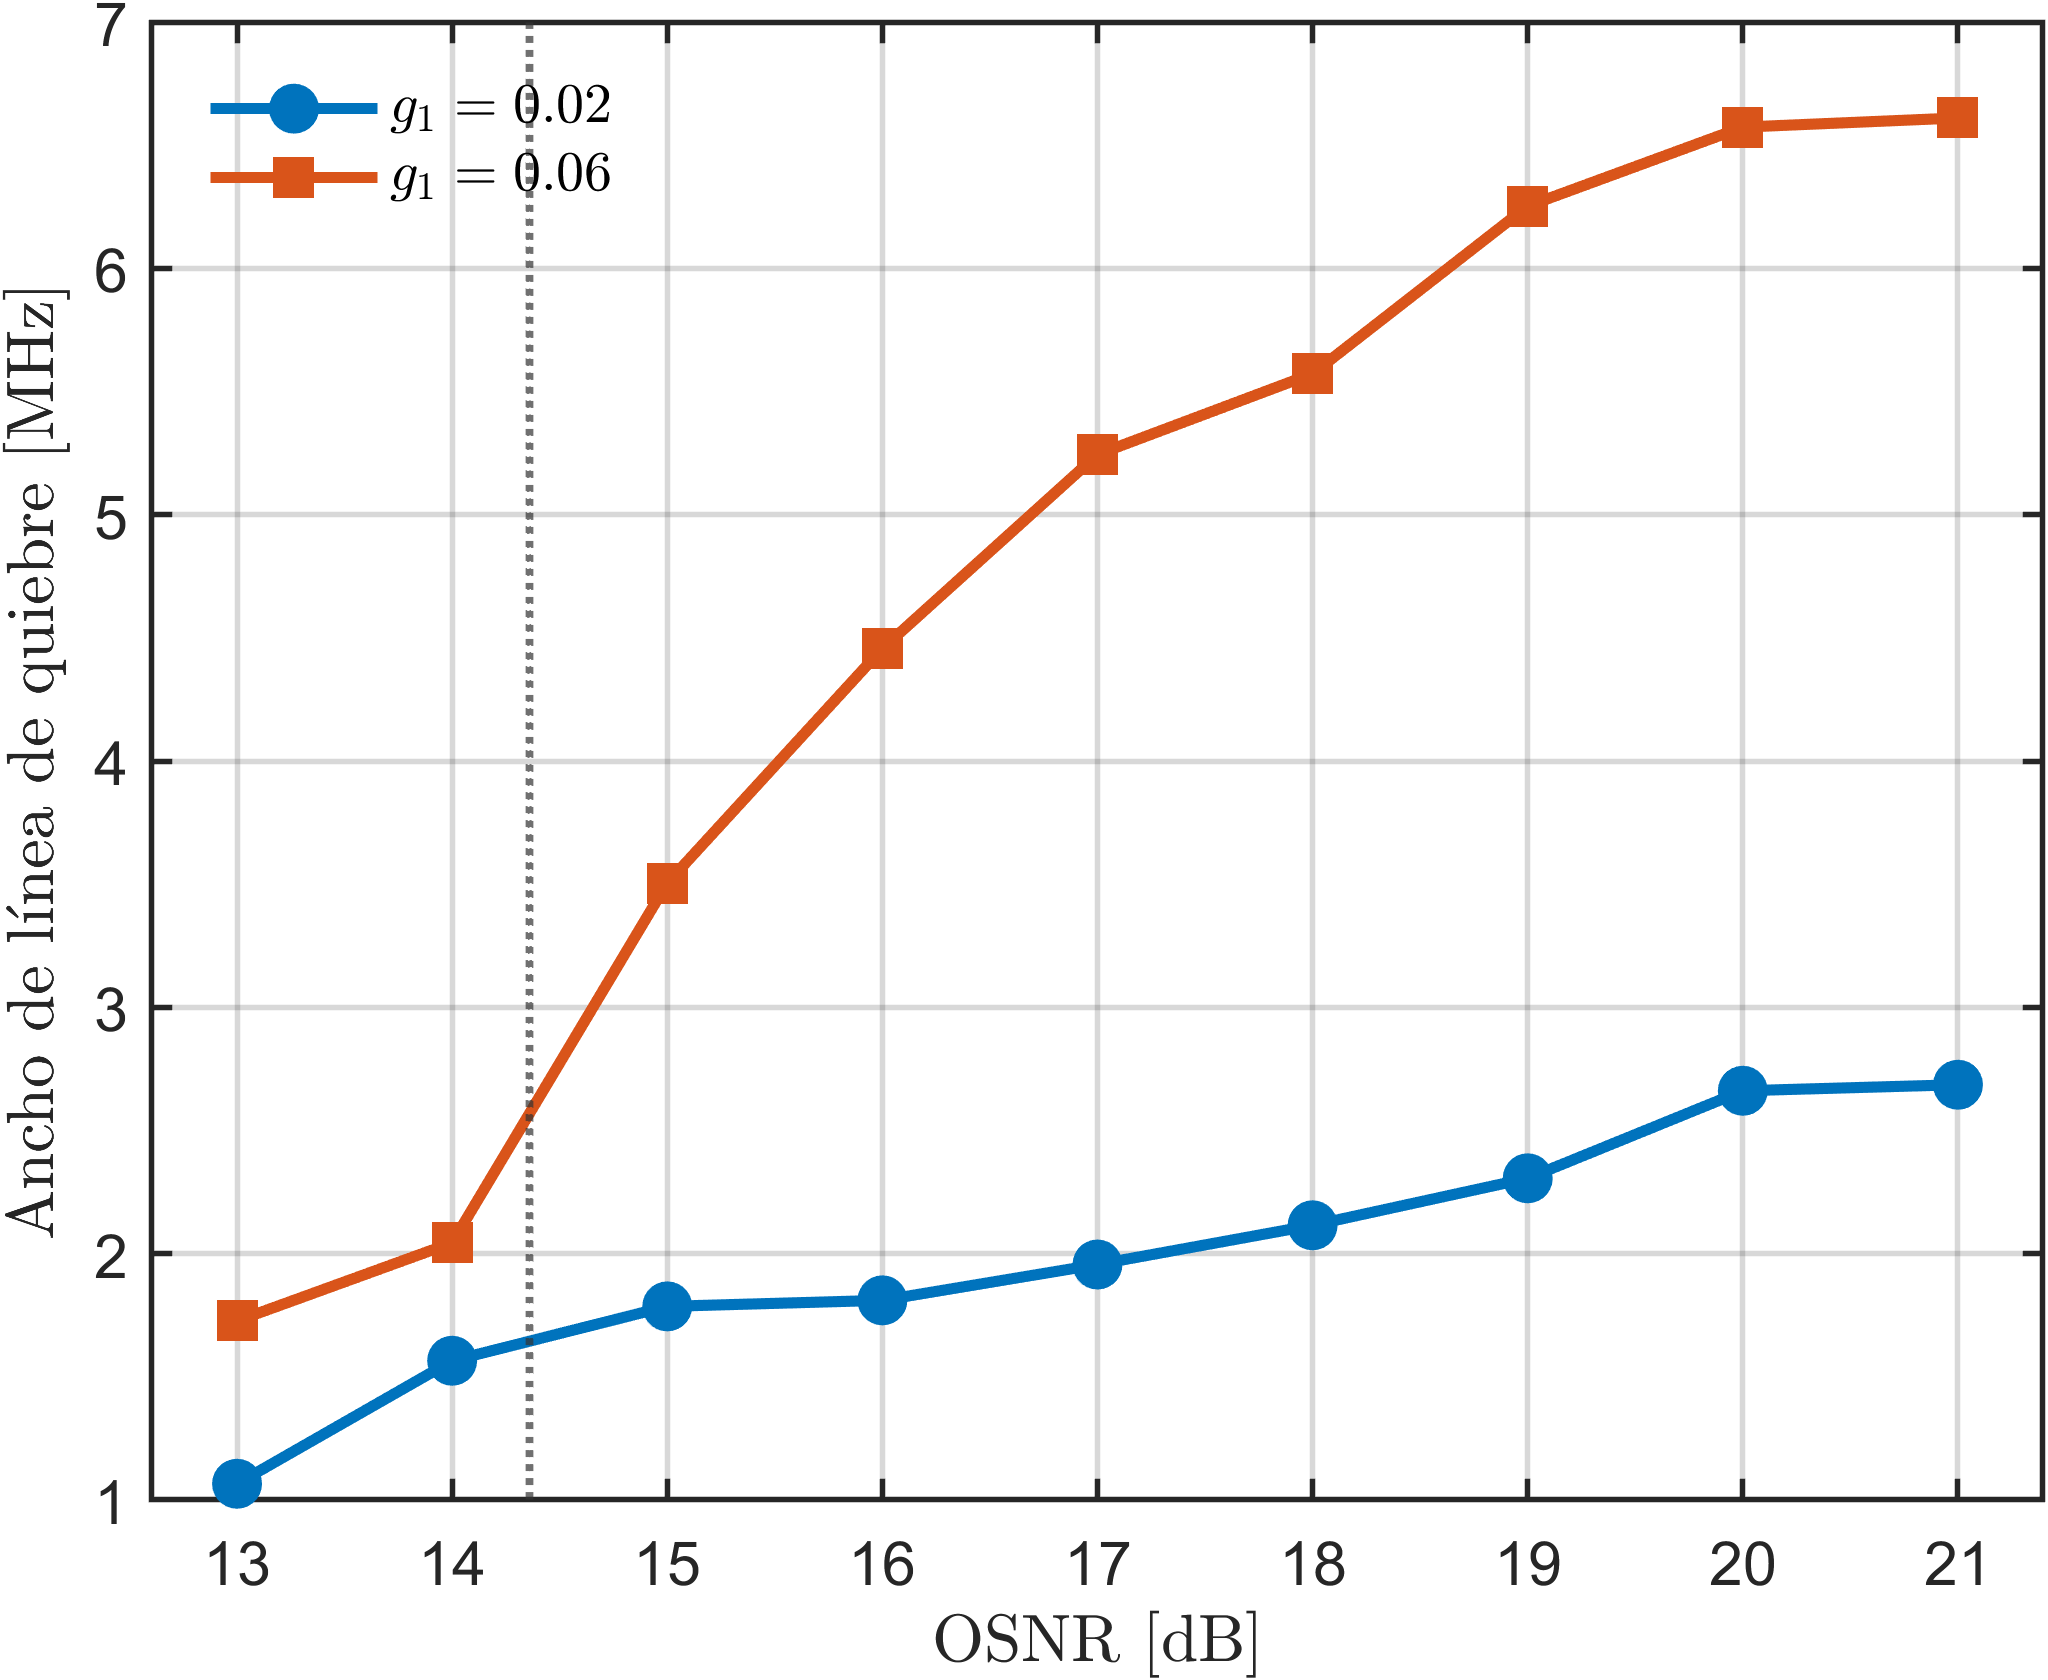 7
6
5
4
3
2
1
Ancho de línea de quiebre [MHz]
g₁ = 0.02
g₁ = 0.06
13 14 15 16 17 18 19 20 21
OSNR [dB]